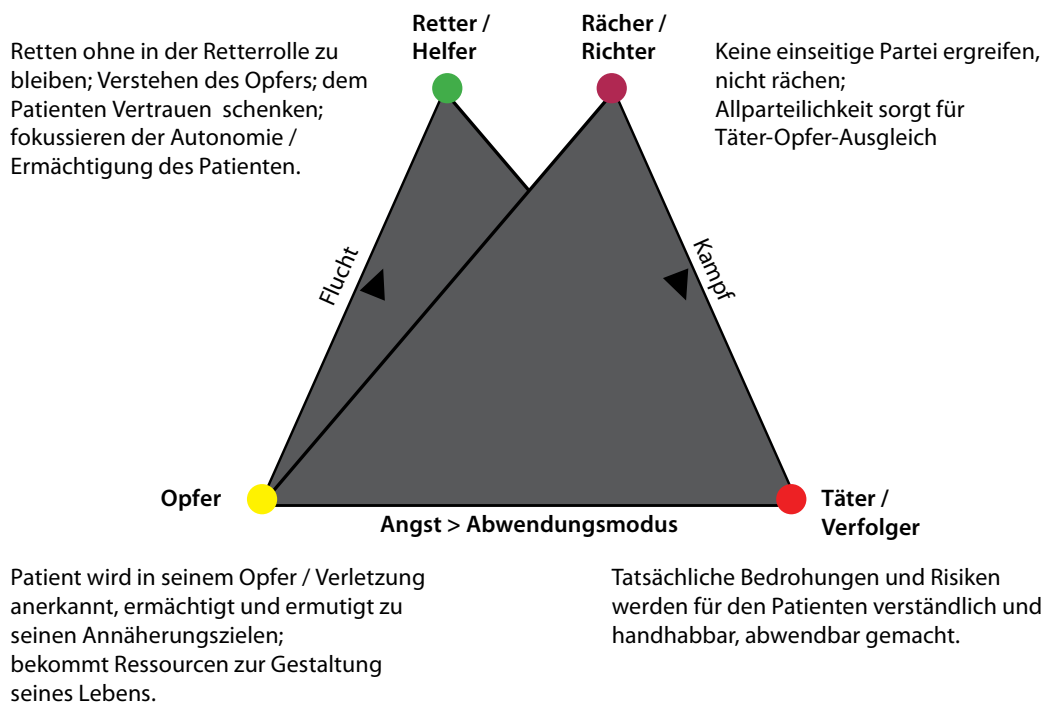 Retten ohne in der Retterrolle zu
bleiben; Verstehen des Opfers; dem
Patienten Vertrauen schenken;
fokussieren der Autonomie /
Ermächtigung des Patienten.
Retter /
Helfer
Rächer /
Richter
Keine einseitige Partei ergreifen,
nicht rächen;
Allparteilichkeit sorgt für
Täter-Opfer-Ausgleich
Flucht
Kampf
Opfer
Angst > Abwendungsmodus
Täter /
Verfolger
Patient wird in seinem Opfer / Verletzung
anerkannt, ermächtigt und ermutigt zu
seinen Annäherungszielen;
bekommt Ressourcen zur Gestaltung
seines Lebens.
Tatsächliche Bedrohungen und Risiken
werden für den Patienten verständlich und
handhabbar, abwendbar gemacht.